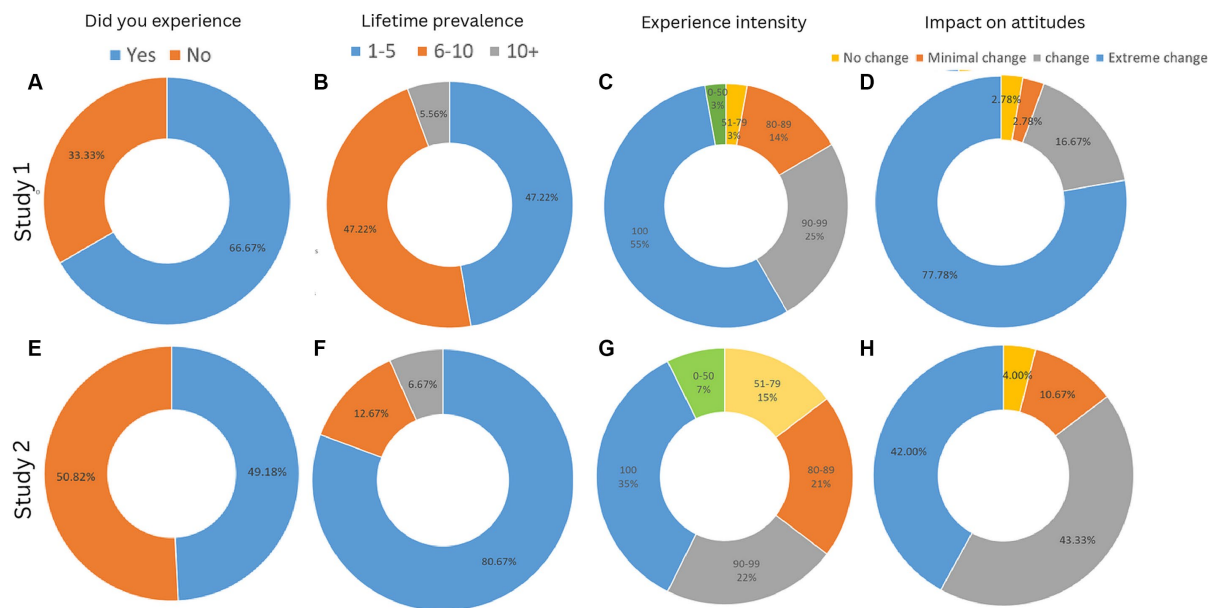 Did you experience
Lifetime prevalence
Experience intensity
Impact on attitudes
Yes No
1-5 6-10 10+
No change Minimal change change Extreme change
Study 1
A
33.33%
66.67%
B
5.56%
47.22%
47.22%
C
0-50
3%
51-79
3%
80-89
14%
90-99
25%
100
55%
D
2.78%
2.78%
16.67%
77.78%
Study 2
E
50.82%
49.18%
F
6.67%
12.67%
80.67%
G
0-50
7%
51-79
15%
80-89
21%
90-99
22%
100
35%
H
4.00%
10.67%
43.33%
42.00%